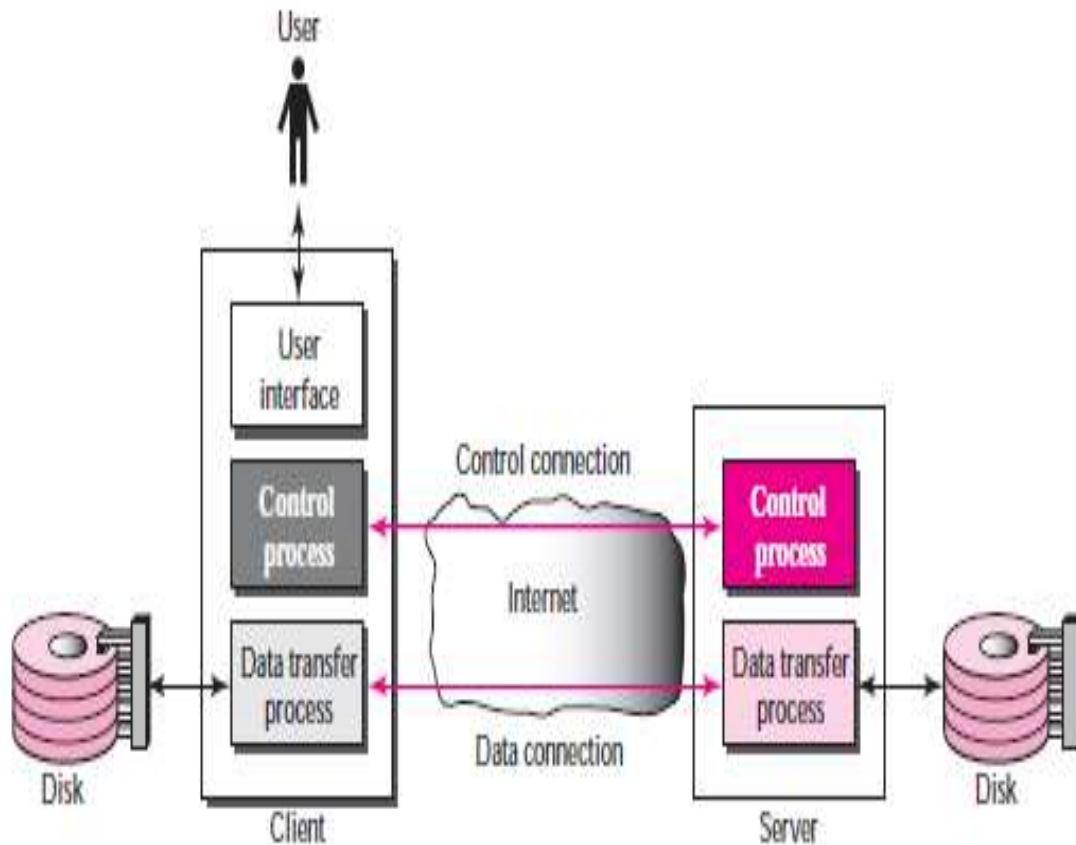 User
User
interface
Control
process
Data transfer
process
Disk
Client
Control connection
Internet
Data connection
Control
process
Data transfer
process
Server
Disk